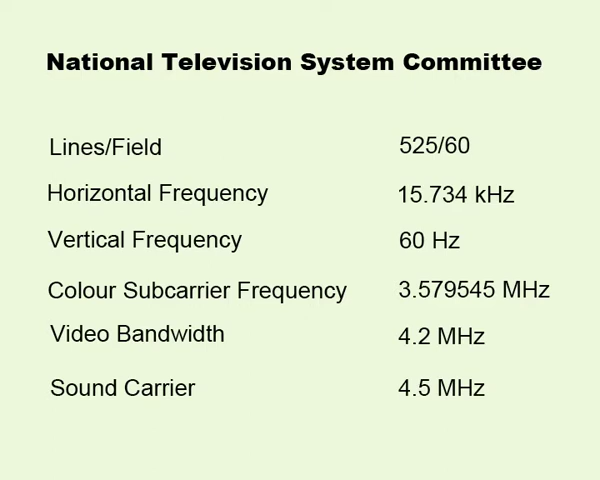 National Television System Committee
Lines/Field 525/60
Horizontal Frequency 15.734 kHz
Vertical Frequency 60 Hz
Colour Subcarrier Frequency 3.579545 MHz
Video Bandwidth 4.2 MHz
Sound Carrier 4.5 MHz